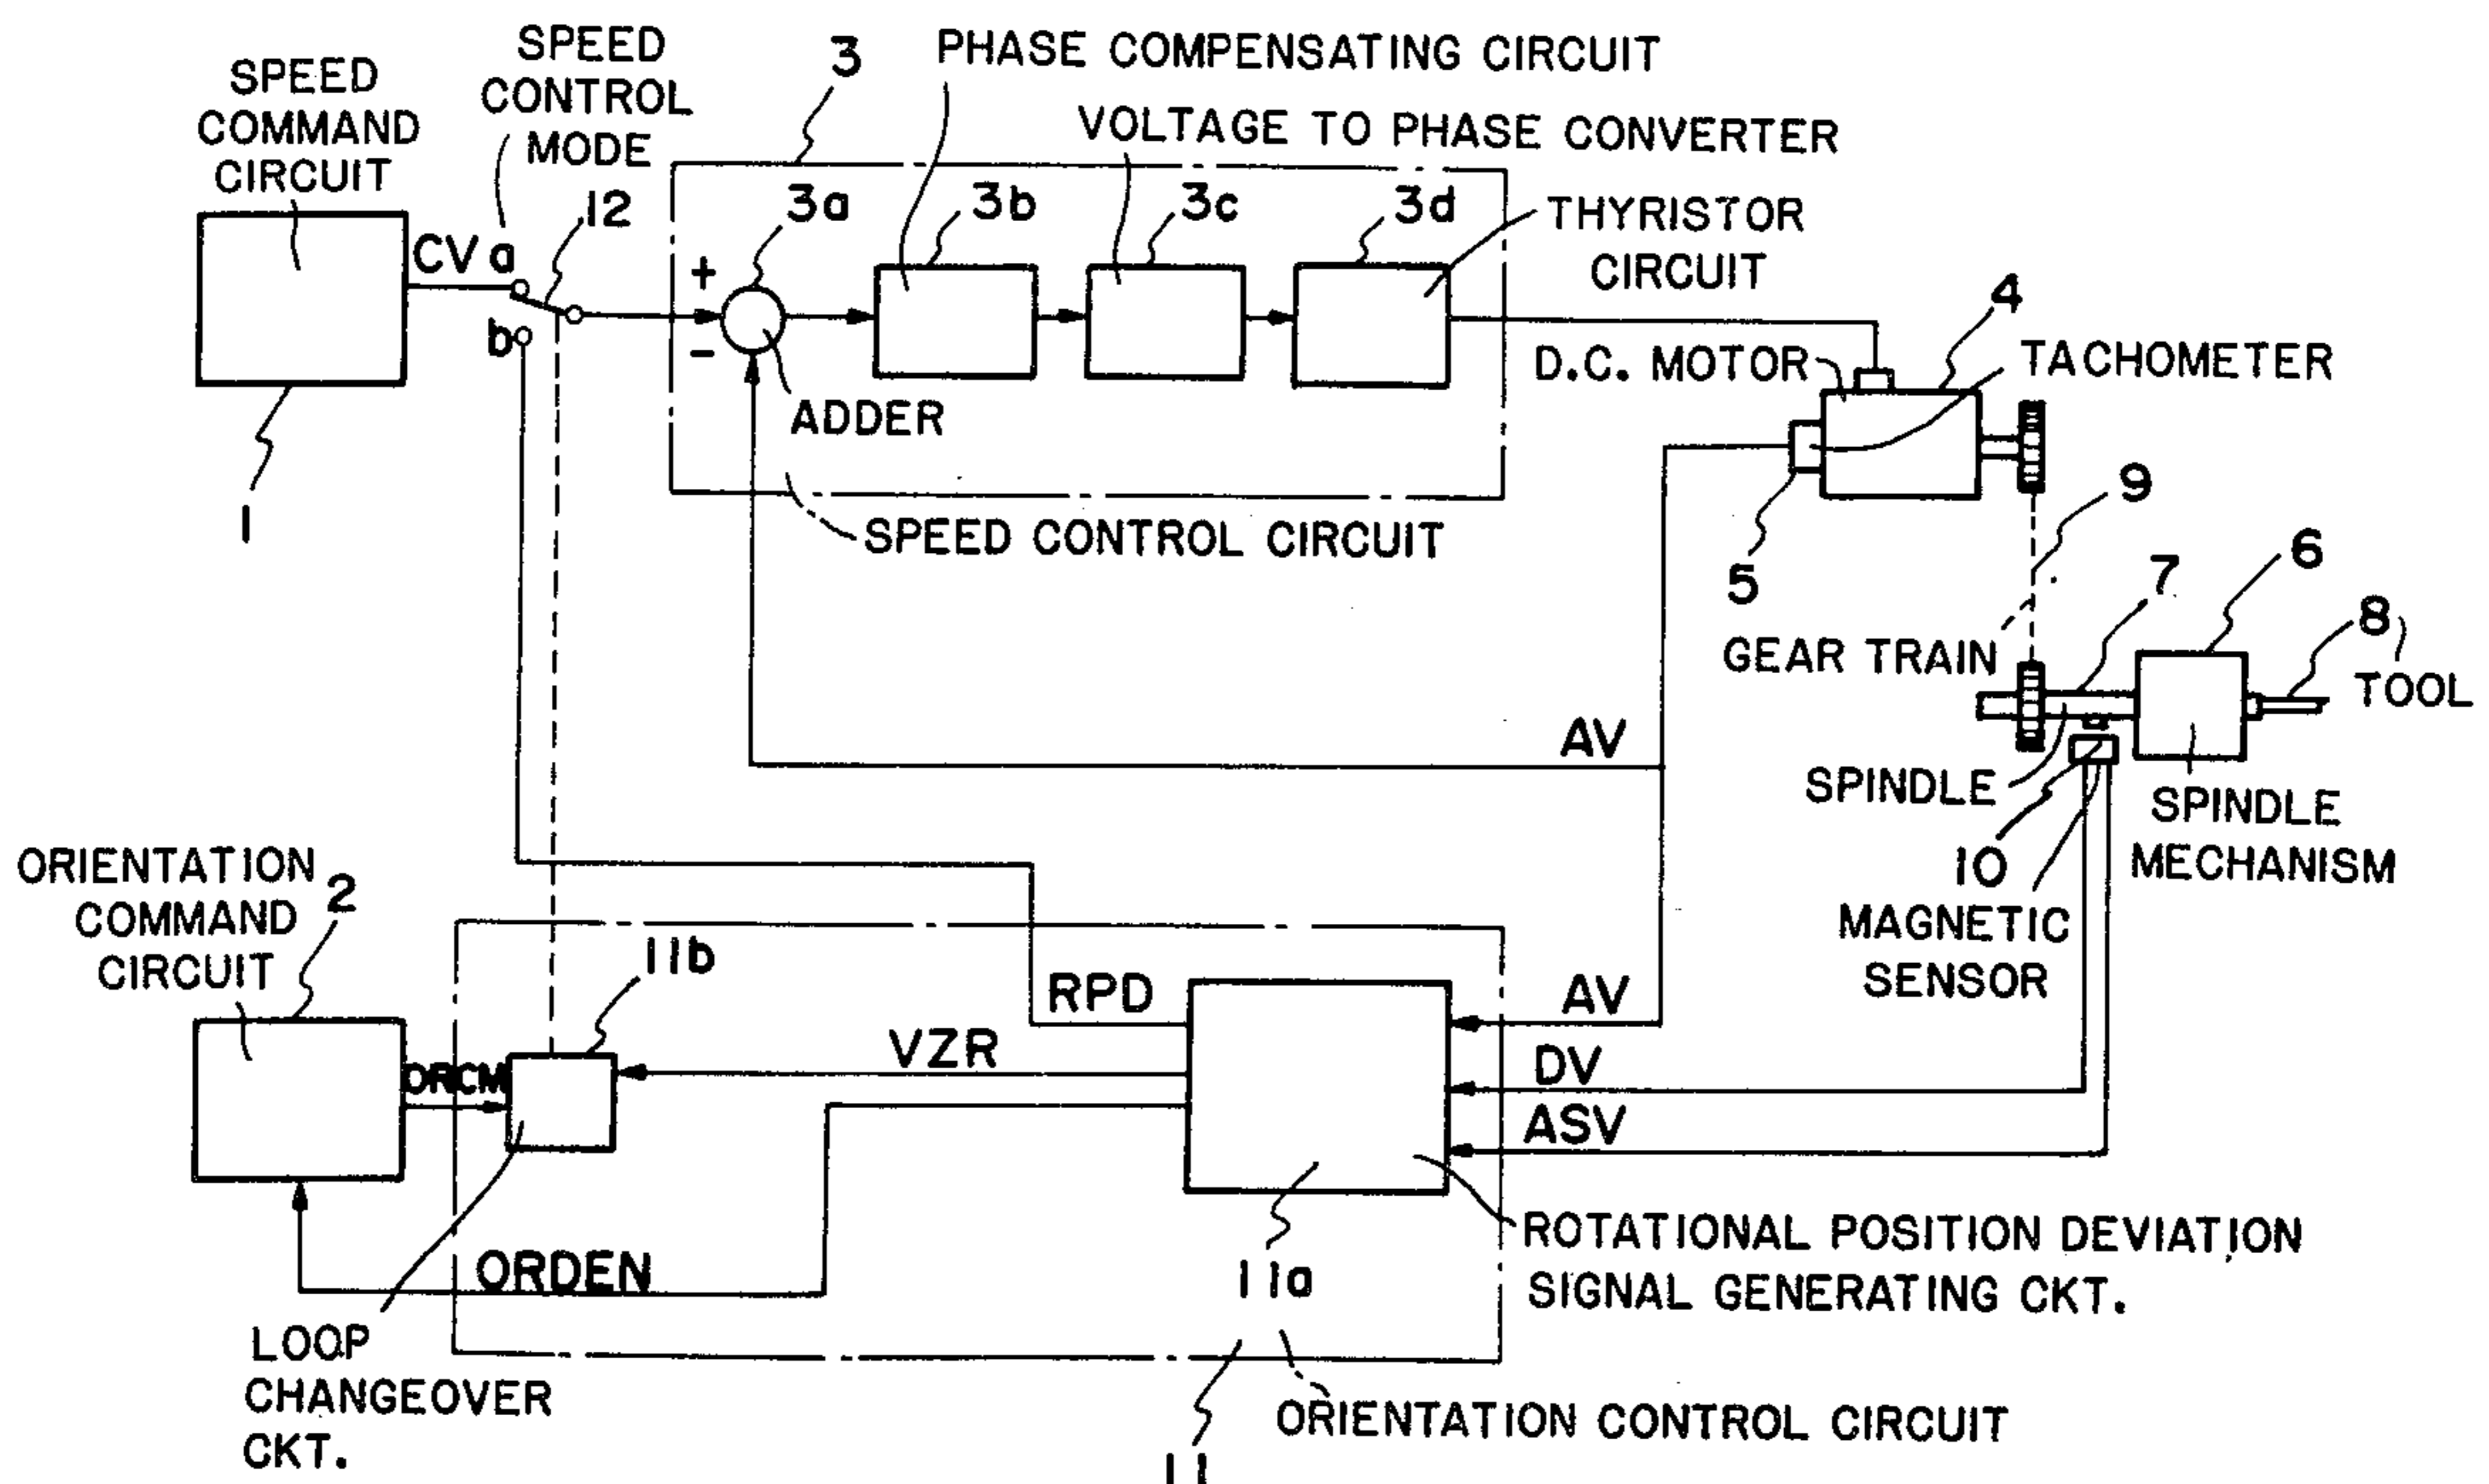 SPEED
COMMAND
CIRCUIT
SPEED
CONTROL
MODE
3
PHASE COMPENSATING CIRCUIT
VOLTAGE TO PHASE CONVERTER
12
3a
3b
3c
3d
THYRISTOR
CIRCUIT
CV a
b
+
-
ADDER
1
SPEED CONTROL CIRCUIT
D.C. MOTOR
4
TACHOMETER
5
9
6
7
8
GEAR TRAIN
TOOL
AV
SPINDLE
10
SPINDLE
MECHANISM
MAGNETIC
SENSOR
ORIENTATION
COMMAND
CIRCUIT
2
11b
RPD
AV
VZR
DV
ORCM
ASV
ORDEN
11a
ROTATIONAL POSITION DEVIATION
SIGNAL GENERATING CKT.
LOOP
CHANGEOVER
CKT.
ORIENTATION CONTROL CIRCUIT
11